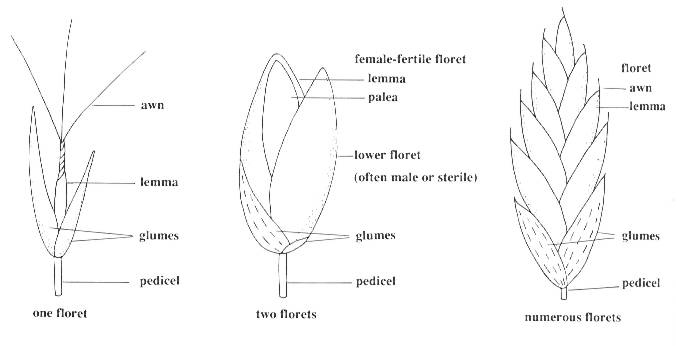 awn
lemma
glumes
pedicel
one floret
female-fertile floret
lemma
palea
lower floret
(often male or sterile)
glumes
pedicel
two florets
floret
awn
lemma
glumes
pedicel
numerous florets